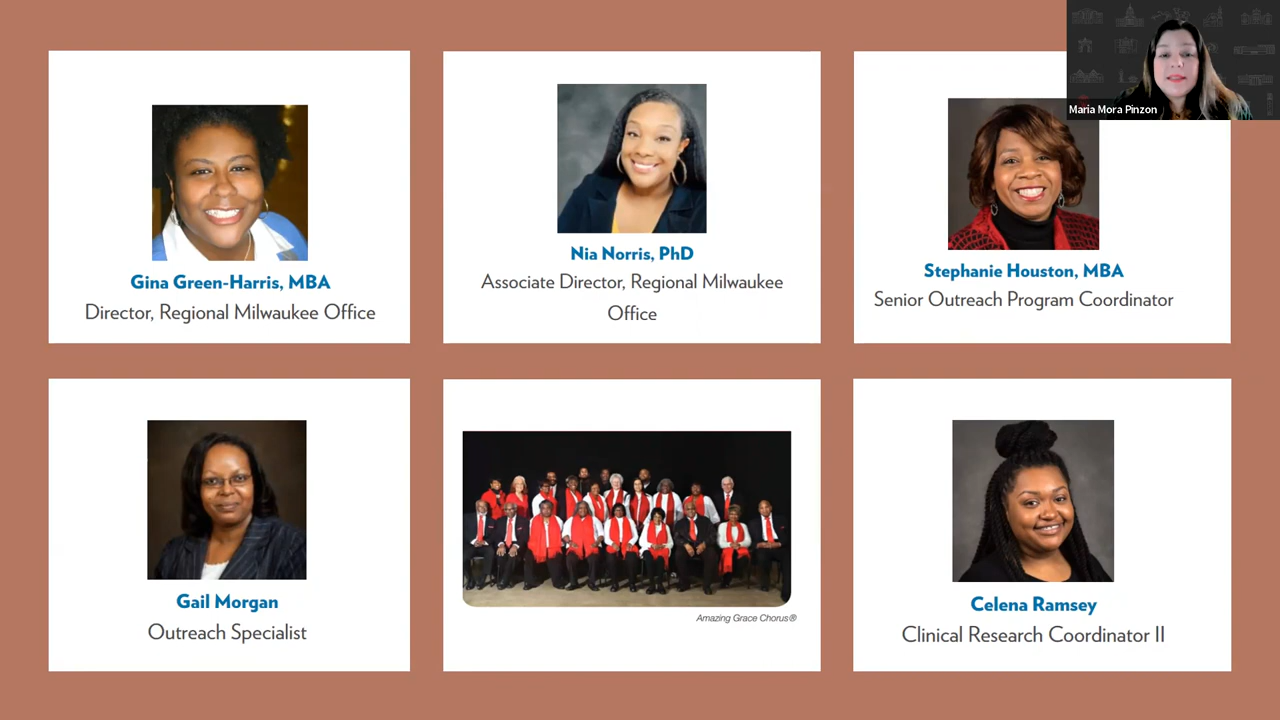 Maria Mora Pinzon
Gina Green-Harris, MBA
Director, Regional Milwaukee Office
Nia Norris, PhD
Associate Director, Regional Milwaukee
Office
Stephanie Houston, MBA
Senior Outreach Program Coordinator
Gail Morgan
Outreach Specialist
Amazing Grace Chorus®
Celena Ramsey
Clinical Research Coordinator II